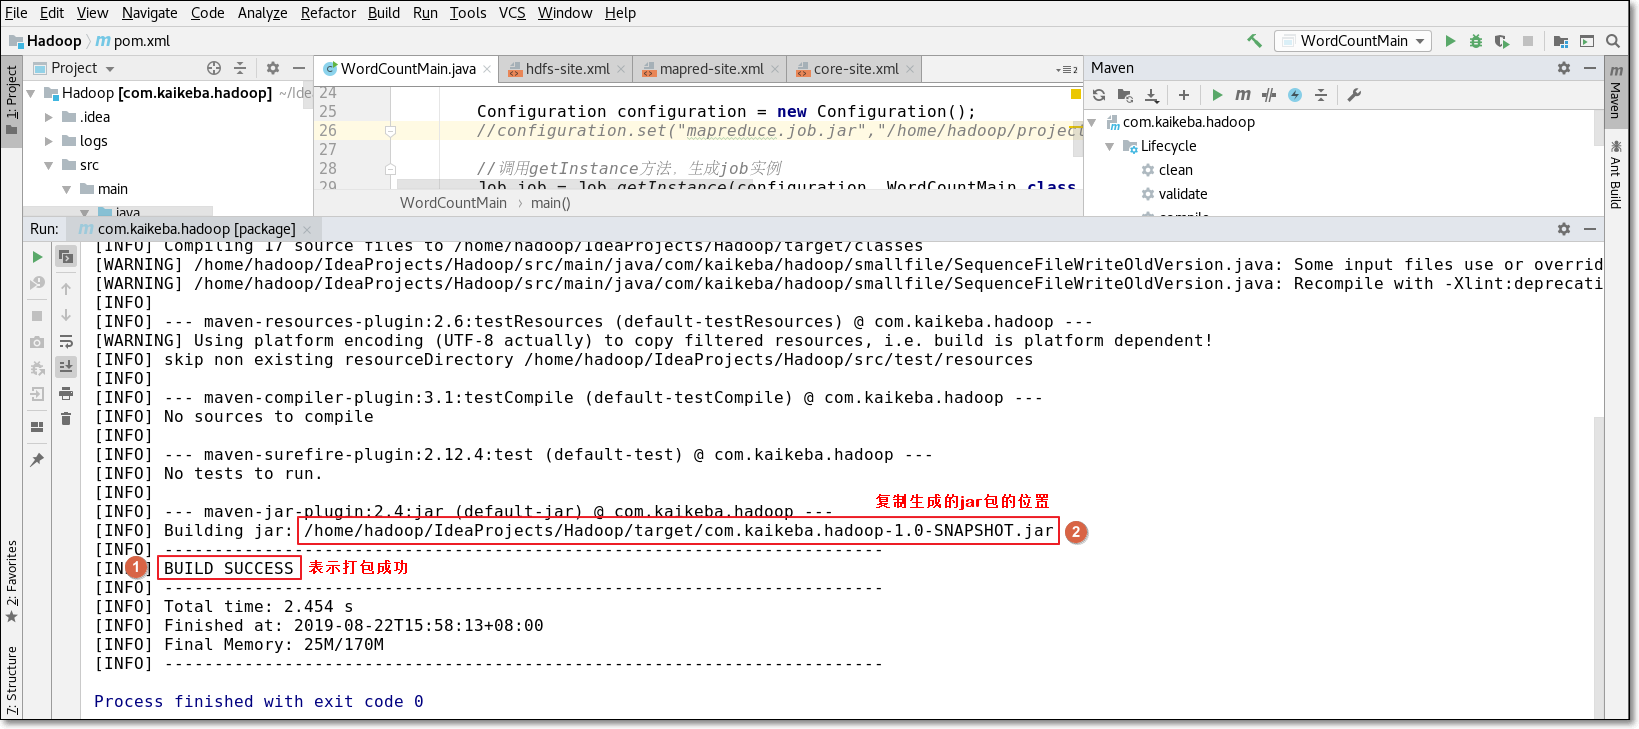 File Edit View Navigate Code Analyze Refactor Build Run Tools VCS Window Help
Hadoop pom.xml WordCountMain
Project WordCountMain.java hdfs-site.xml mapred-site.xml core-site.xml Maven
1: Project
Hadoop [com.kaikeba.hadoop] ~/Ide
.idea
logs
src
main
java
24
25 Configuration configuration = new Configuration();
26 //configuration.set("mapreduce.job.jar","/home/hadoop/project
27
28 //调用getInstance方法，生成job实例
29 Job job = Job.getInstance(configuration, WordCountMain.class
WordCountMain › main()
com.kaikeba.hadoop
Lifecycle
clean
validate
compile
Maven
Ant Build
Run: com.kaikeba.hadoop [package]
[INFO] Compiling 17 source files to /home/hadoop/IdeaProjects/Hadoop/target/classes
[WARNING] /home/hadoop/IdeaProjects/Hadoop/src/main/java/com/kaikeba/hadoop/smallfile/SequenceFileWriteOldVersion.java: Some input files use or overrid
[WARNING] /home/hadoop/IdeaProjects/Hadoop/src/main/java/com/kaikeba/hadoop/smallfile/SequenceFileWriteOldVersion.java: Recompile with -Xlint:deprecati
[INFO]
[INFO] --- maven-resources-plugin:2.6:testResources (default-testResources) @ com.kaikeba.hadoop ---
[WARNING] Using platform encoding (UTF-8 actually) to copy filtered resources, i.e. build is platform dependent!
[INFO] skip non existing resourceDirectory /home/hadoop/IdeaProjects/Hadoop/src/test/resources
[INFO]
[INFO] --- maven-compiler-plugin:3.1:testCompile (default-testCompile) @ com.kaikeba.hadoop ---
[INFO] No sources to compile
[INFO]
[INFO] --- maven-surefire-plugin:2.12.4:test (default-test) @ com.kaikeba.hadoop ---
[INFO] No tests to run.
[INFO]
复制生成的jar包的位置
[INFO] --- maven-jar-plugin:2.4:jar (default-jar) @ com.kaikeba.hadoop ---
[INFO] Building jar: /home/hadoop/IdeaProjects/Hadoop/target/com.kaikeba.hadoop-1.0-SNAPSHOT.jar 2
[INFO] ------------------------------------------------------------------------
[IN 1 ] BUILD SUCCESS 表示打包成功
[INFO] ------------------------------------------------------------------------
[INFO] Total time: 2.454 s
[INFO] Finished at: 2019-08-22T15:58:13+08:00
[INFO] Final Memory: 25M/170M
[INFO] ------------------------------------------------------------------------
Process finished with exit code 0
2: Favorites
7: Structure